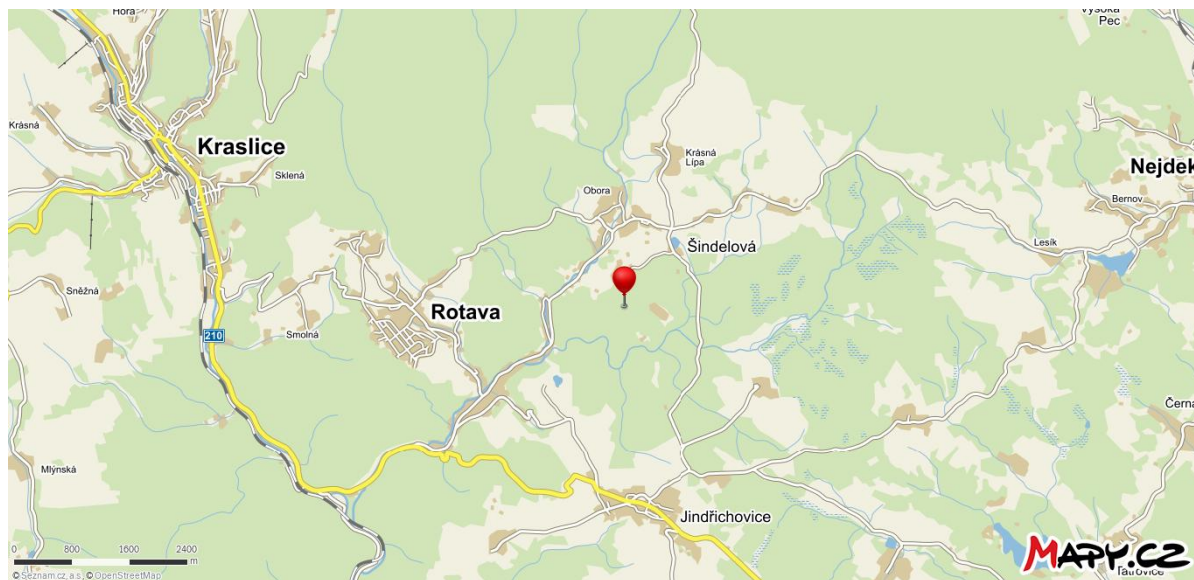 Hora
Vysoká
Pec
Krásná
Kraslice
Sklená
Krásná
Lípa
Nejdek
Obora
Bernov
Šindelová
Lesík
Sněžná
Rotava
210
Smolná
Černá
Mlýnská
Jindřichovice
0 800 1600 2400
m
MAPY.CZ
Tatrovice
© Seznam.cz, a.s., © OpenStreetMap